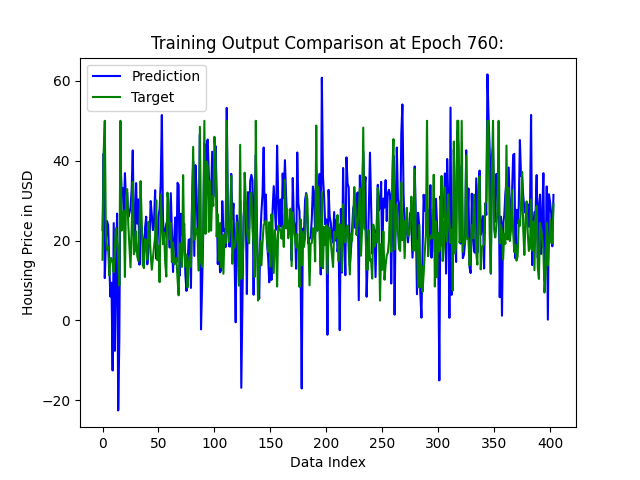 Training Output Comparison at Epoch 760:
Prediction
Target
60
40
20
0
−20
Housing Price in USD
0 50 100 150 200 250 300 350 400
Data Index